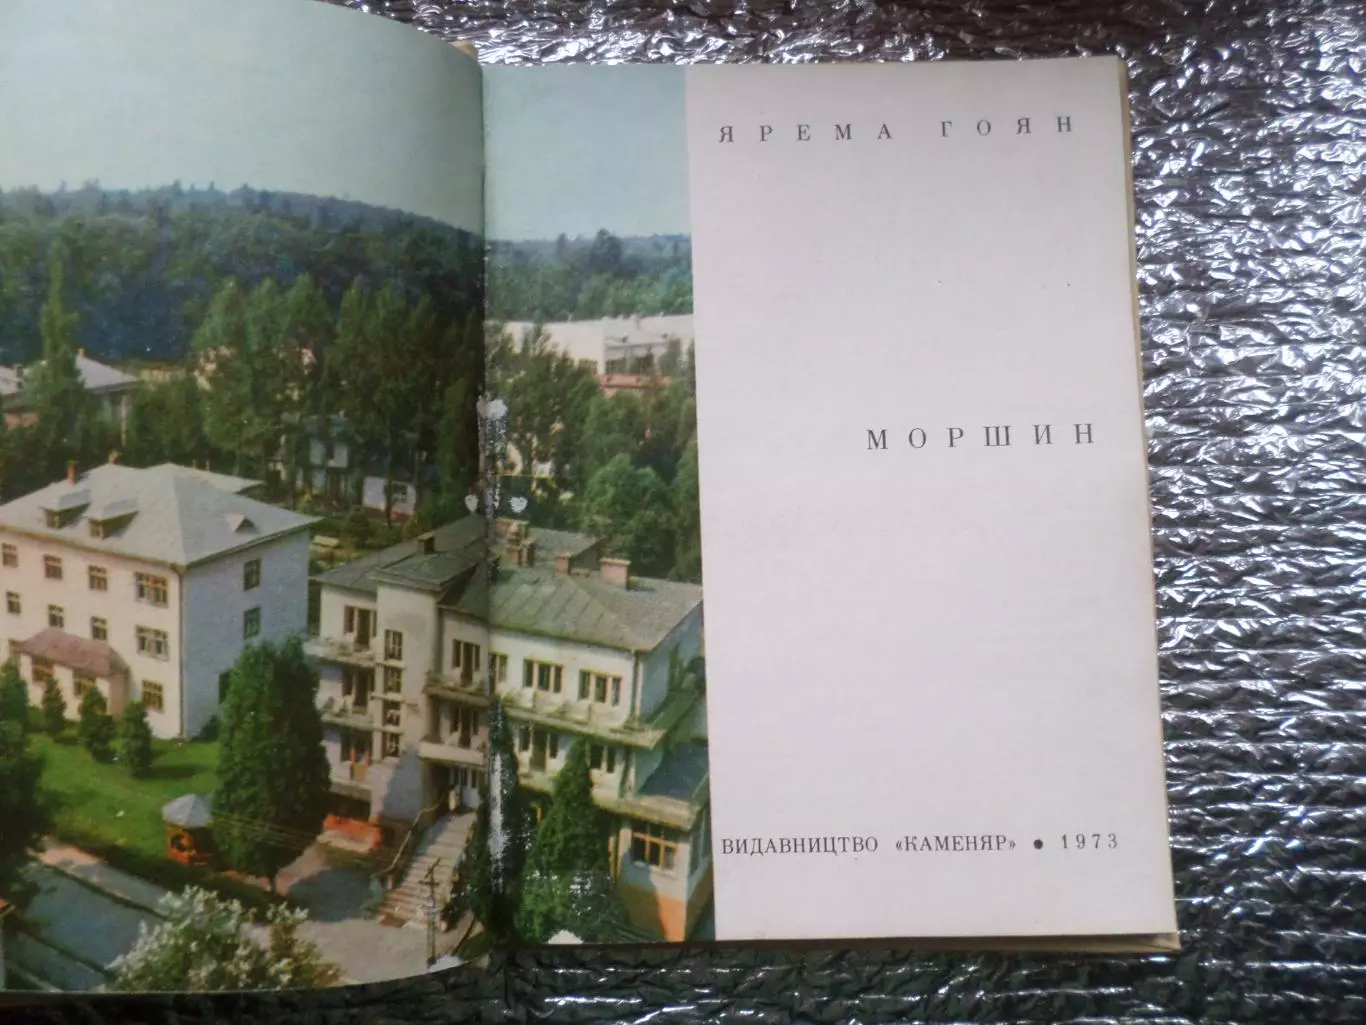 ЯРЕМА ГОЯН
МОРШИН
ВИДАВНИЦТВО «КАМЕНЯР» • 1973